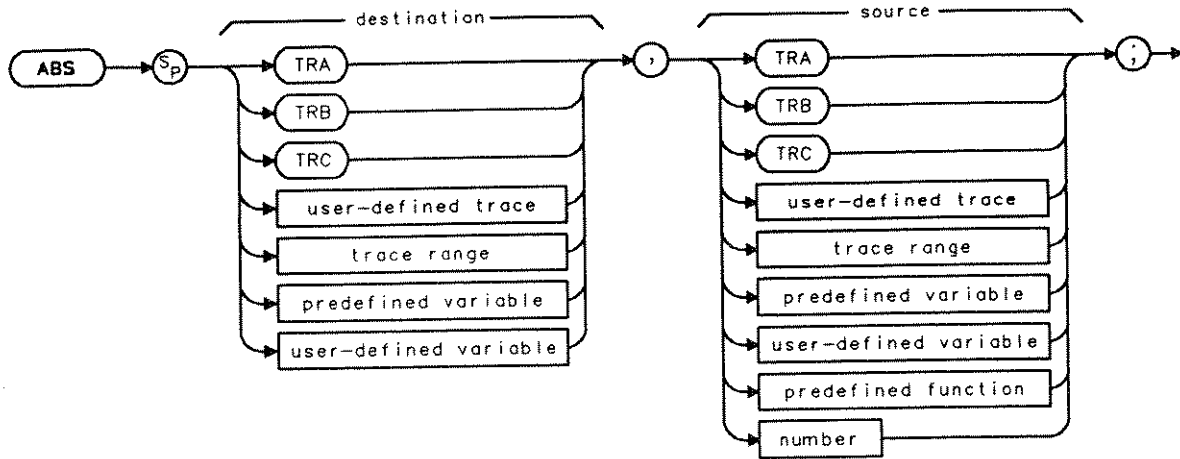 destination
source
ABS SP TRA , TRA ;
TRB TRB
TRC TRC
user-defined trace user-defined trace
trace range trace range
predefined variable predefined variable
user-defined variable user-defined variable
predefined function
number